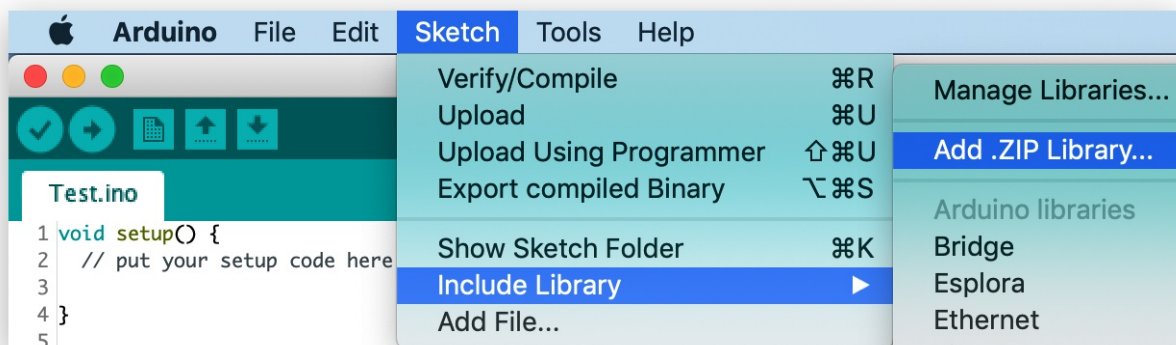 Arduino File Edit Sketch Tools Help
Verify/Compile ⌘R
Upload ⌘U
Upload Using Programmer ⇧⌘U
Export compiled Binary ⌥⌘S
Show Sketch Folder ⌘K
Include Library ▶
Add File...
Manage Libraries...
Add .ZIP Library...
Arduino libraries
Bridge
Esplora
Ethernet
Test.ino
1 void setup() {
2 // put your setup code here
3
4 }
5